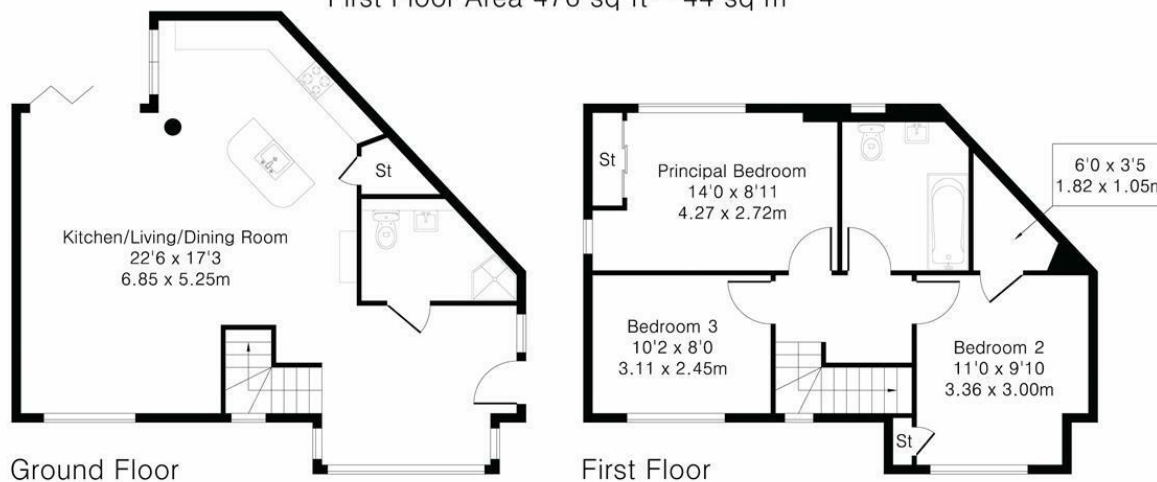 First Floor Area 476 sq ft - 44 sq m
St
Kitchen/Living/Dining Room
22'6 x 17'3
6.85 x 5.25m
Ground Floor
St
Principal Bedroom
14'0 x 8'11
4.27 x 2.72m
6'0 x 3'5
1.82 x 1.05m
Bedroom 3
10'2 x 8'0
3.11 x 2.45m
Bedroom 2
11'0 x 9'10
3.36 x 3.00m
St
First Floor